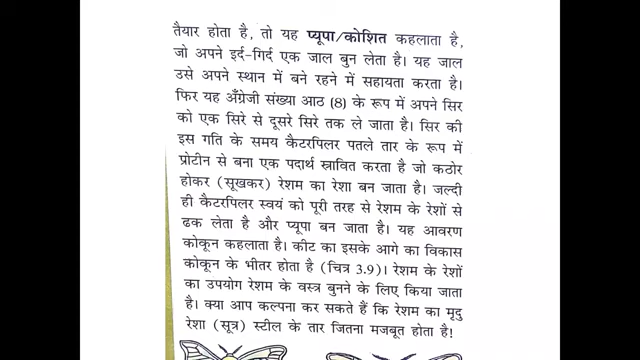 तैयार होता है, तो यह प्यूपा/कोशित कहलाता है,
जो अपने इर्द-गिर्द एक जाल बुन लेता है। यह जाल
उसे अपने स्थान में बने रहने में सहायता करता है।
फिर यह अँग्रेजी संख्या आठ (8) के रूप में अपने सिर
को एक सिरे से दूसरे सिरे तक ले जाता है। सिर की
इस गति के समय कैटरपिलर पतले तार के रूप में
प्रोटीन से बना एक पदार्थ स्रावित करता है जो कठोर
होकर (सूखकर) रेशम का रेशा बन जाता है। जल्दी
ही कैटरपिलर स्वयं को पूरी तरह से रेशम के रेशों से
ढक लेता है और प्यूपा बन जाता है। यह आवरण
कोकून कहलाता है। कीट का इसके आगे का विकास
कोकून के भीतर होता है (चित्र 3.9)। रेशम के रेशों
का उपयोग रेशम के वस्त्र बुनने के लिए किया जाता
है। क्या आप कल्पना कर सकते हैं कि रेशम का मृदु
रेशा (सूत्र) स्टील के तार जितना मजबूत होता है!